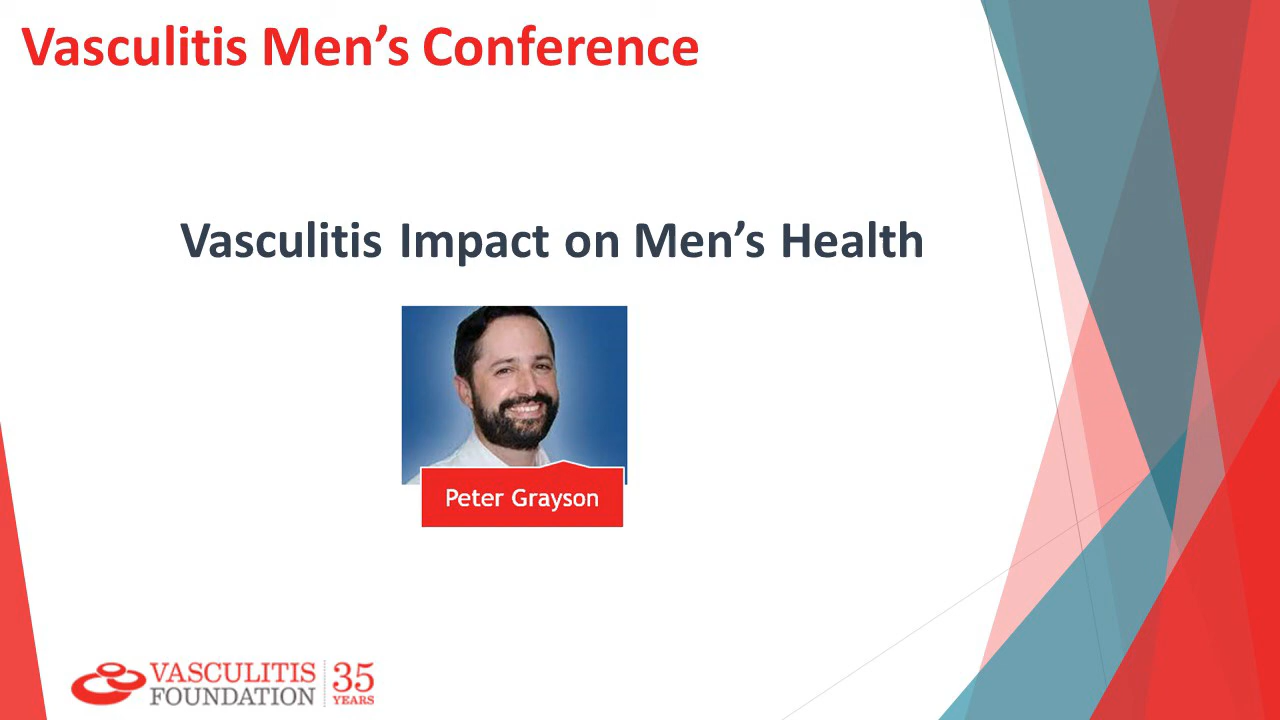 Vasculitis Men’s Conference
Vasculitis Impact on Men’s Health
Peter Grayson
VASCULITIS
FOUNDATION
35
YEARS